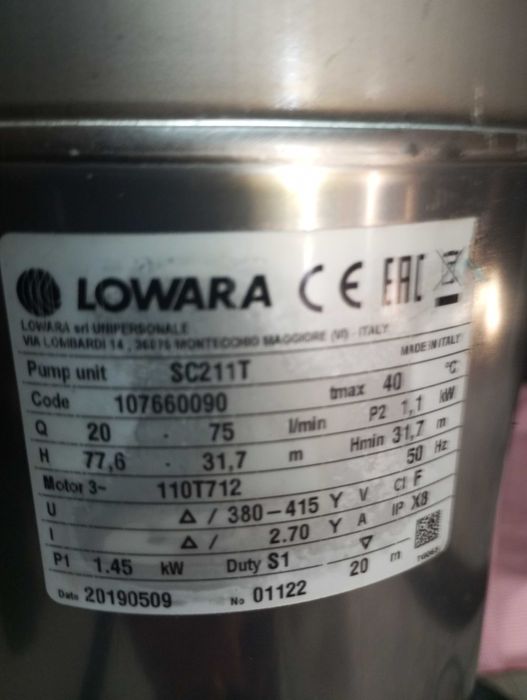 LOWARA CE EAC
LOWARA srl UNIPERSONALE
VIA LOMBARDI 14, 36075 MONTECCHIO MAGGIORE (VI) - ITALY
MADE IN ITALY
Pump unit SC211T
Code 107660090 tmax 40 °C
Q 20 - 75 l/min P2 1,1 kW
H 77,6 - 31,7 m Hmin 31,7 m
Motor 3~ 110T712 50 Hz
U Δ / 380-415 Y V Cl F
I Δ / 2.70 Y A IP X8
P1 1.45 kW Duty S1 ▽ 20 m
Date 20190509 No 01122